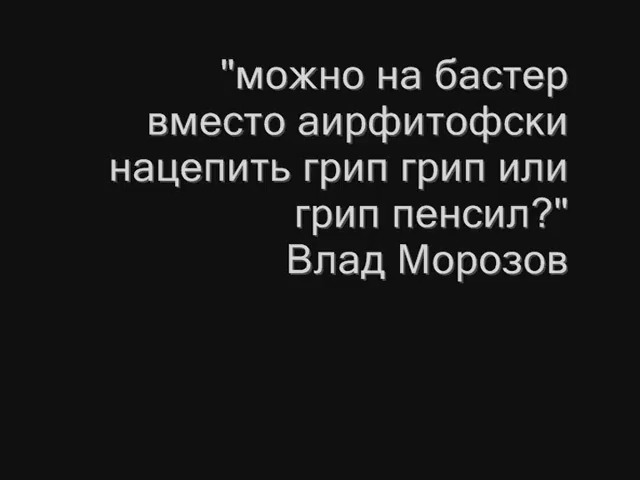 "можно на бастер
вместо аирфитофски
нацепить грип грип или
грип пенсил?"
Влад Морозов